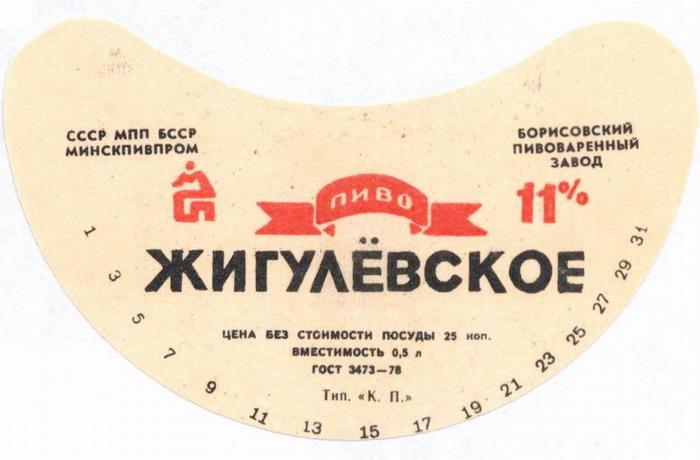 СССР МПП БССР
МИНСКПИВПРОМ
БОРИСОВСКИЙ
ПИВОВАРЕННЫЙ
ЗАВОД
11%
ПИВО
ЖИГУЛЁВСКОЕ
ЦЕНА БЕЗ СТОИМОСТИ ПОСУДЫ 25 коп.
ВМЕСТИМОСТЬ 0,5 л
ГОСТ 3473—78
Тип. «К. П.»
1 3 5 7 9 11 13 15 17 19 21 23 25 27 29 31